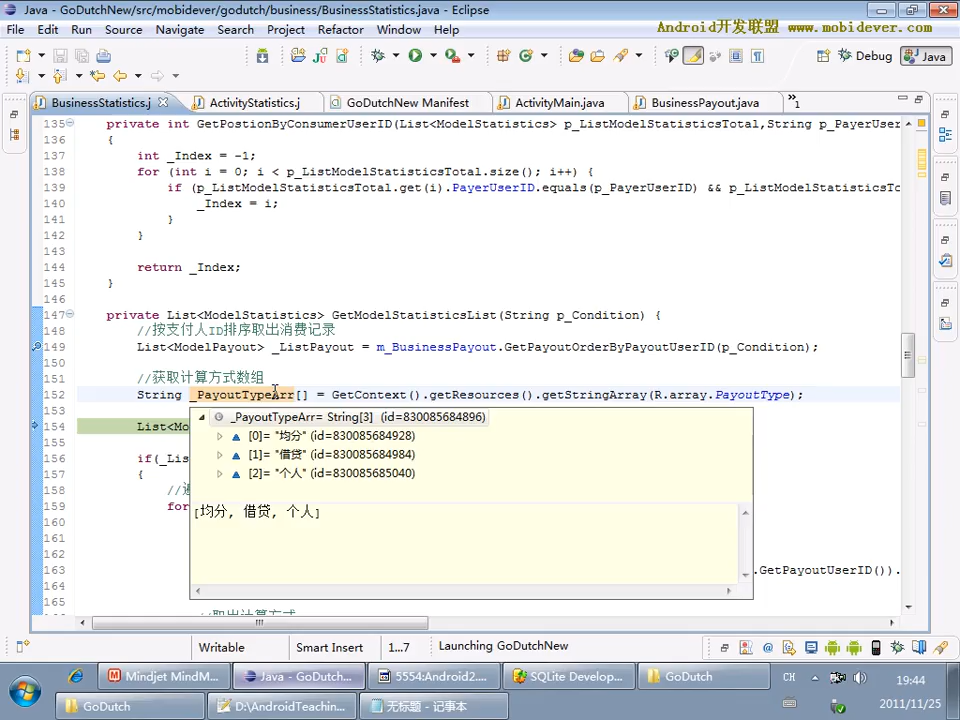 Java - GoDutchNew/src/mobidever/godutch/business/BusinessStatistics.java - Eclipse
File Edit Run Source Navigate Search Project Refactor Window Help
Android开发联盟 www.mobidever.com
Debug Java
BusinessStatistics.j ActivityStatistics.j GoDutchNew Manifest ActivityMain.java BusinessPayout.java »1
135 private int GetPostionByConsumerUserID(List<ModelStatistics> p_ListModelStatisticsTotal,String p_PayerUser
136 {
137 int _Index = -1;
138 for (int i = 0; i < p_ListModelStatisticsTotal.size(); i++) {
139 if (p_ListModelStatisticsTotal.get(i).PayerUserID.equals(p_PayerUserID) && p_ListModelStatisticsTo
140 _Index = i;
141 }
142 }
143
144 return _Index;
145 }
146
147 private List<ModelStatistics> GetModelStatisticsList(String p_Condition) {
148 //按支付人ID排序取出消费记录
149 List<ModelPayout> _ListPayout = m_BusinessPayout.GetPayoutOrderByPayoutUserID(p_Condition);
150
151 //获取计算方式数组
152 String _PayoutTypeArr[] = GetContext().getResources().getStringArray(R.array.PayoutType);
153
_PayoutTypeArr= String[3] (id=830085684896)
154 List<Mo
[0]= "均分" (id=830085684928)
155
[1]= "借贷" (id=830085684984)
156 if(_Lis
[2]= "个人" (id=830085685040)
157 {
158 //
159 for
[均分, 借贷, 个人]
160
161
162
163 .GetPayoutUserID()).
164
165
//取出计算方式
Writable Smart Insert 1...7 Launching GoDutchNew
Mindjet MindM... Java - GoDutch... 5554:Android2.... SQLite Develop... GoDutch CH 19:44
GoDutch D:\AndroidTeachin... 无标题 - 记事本 2011/11/25